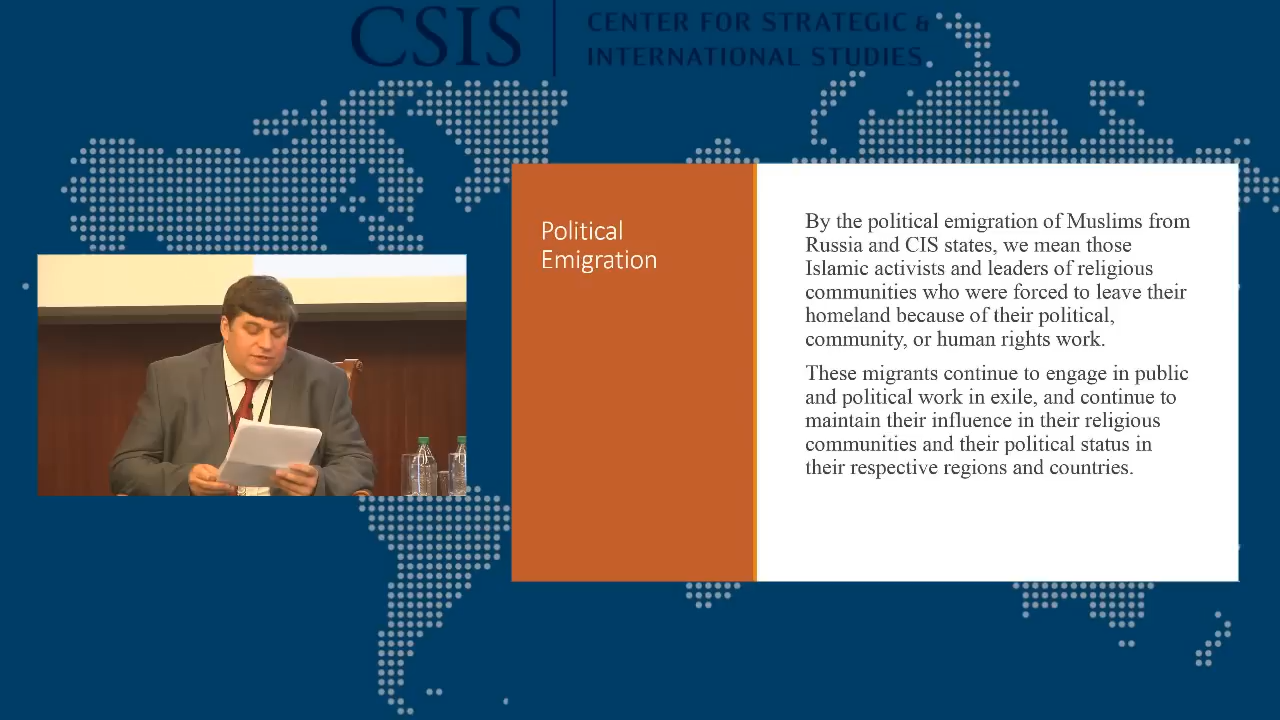 CSIS
CENTER FOR STRATEGIC &
INTERNATIONAL STUDIES
Political
Emigration
By the political emigration of Muslims from
Russia and CIS states, we mean those
Islamic activists and leaders of religious
communities who were forced to leave their
homeland because of their political,
community, or human rights work.
These migrants continue to engage in public
and political work in exile, and continue to
maintain their influence in their religious
communities and their political status in
their respective regions and countries.